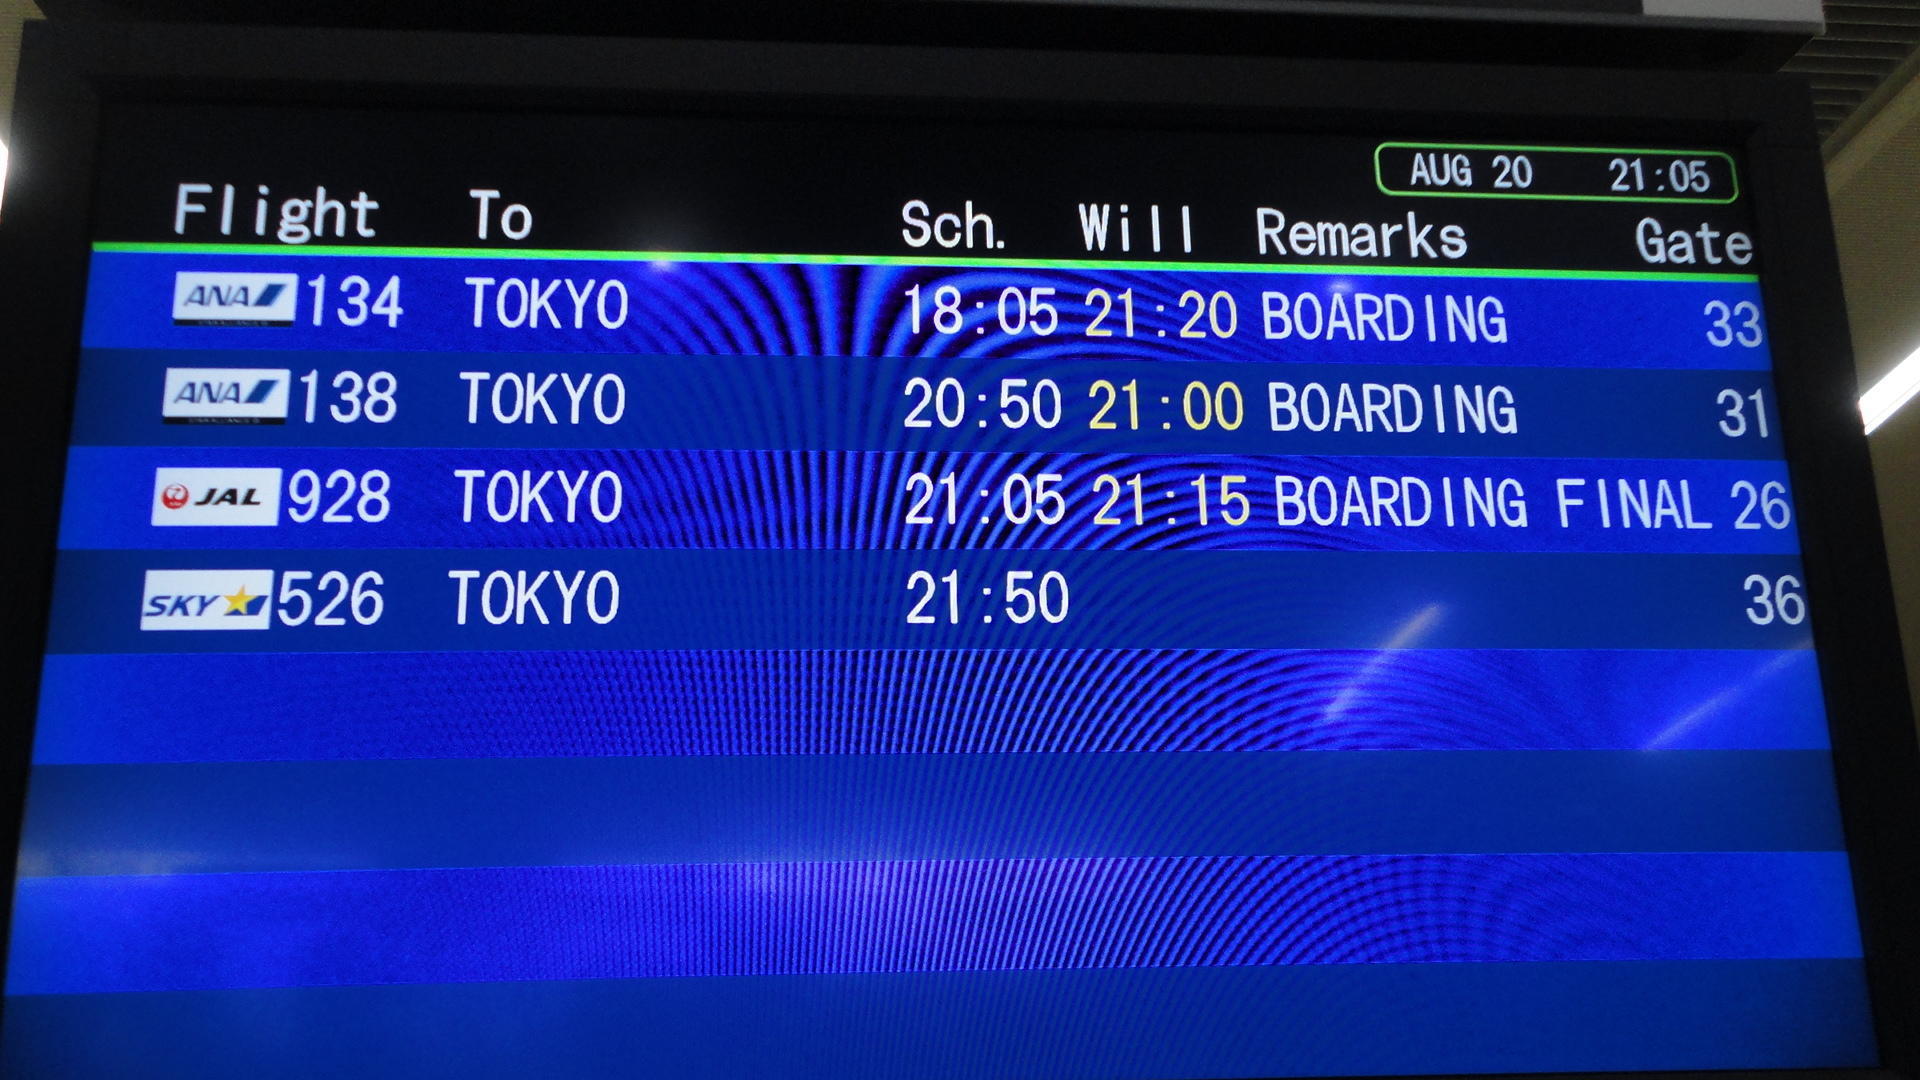 AUG 20 21:05
Flight To Sch. Will Remarks Gate
ANA 134 TOKYO 18:05 21:20 BOARDING 33
ANA 138 TOKYO 20:50 21:00 BOARDING 31
JAL 928 TOKYO 21:05 21:15 BOARDING FINAL 26
SKY 526 TOKYO 21:50 36